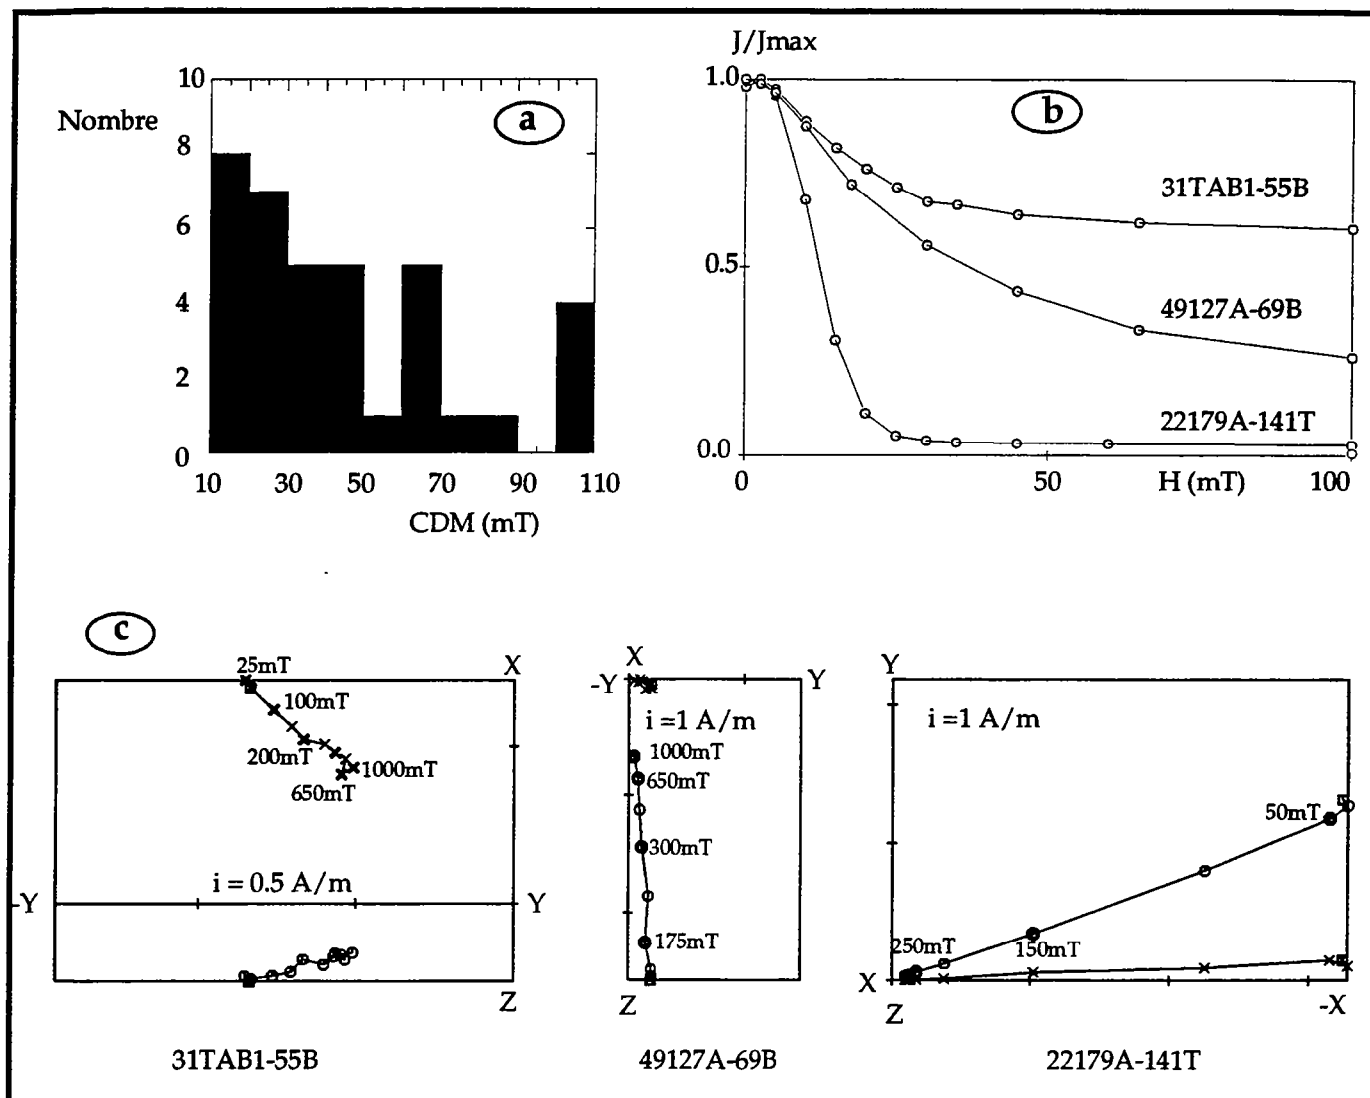 a
Nombre
10
8
6
4
2
0
10 30 50 70 90 110
CDM (mT)
J/Jmax
b
1.0
0.5
0.0
31TAB1-55B
49127A-69B
22179A-141T
0 50 H (mT) 100
c
X
25mT
100mT
200mT
1000mT
650mT
i = 0.5 A/m
-Y Y
Z
31TAB1-55B
X
-Y Y
i =1 A/m
1000mT
650mT
300mT
175mT
Z
49127A-69B
Y
i =1 A/m
50mT
250mT
150mT
X -X
Z
22179A-141T